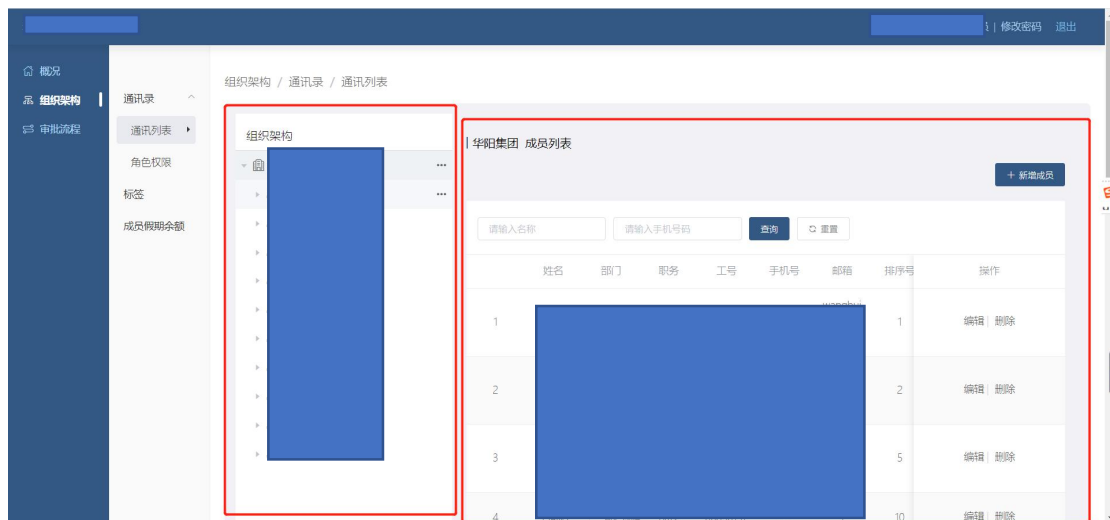 | 修改密码 退出
概况
组织架构
审批流程
通讯录
通讯列表
角色权限
标签
成员假期余额
组织架构 / 通讯录 / 通讯列表
组织架构
华阳集团 成员列表
+ 新增成员
请输入名称 请输入手机号码 查询 重置
姓名 部门 职务 工号 手机号 邮箱 排序号 操作
1 1 编辑 | 删除
2 2 编辑 | 删除
3 5 编辑 | 删除
4 10 编辑 | 删除